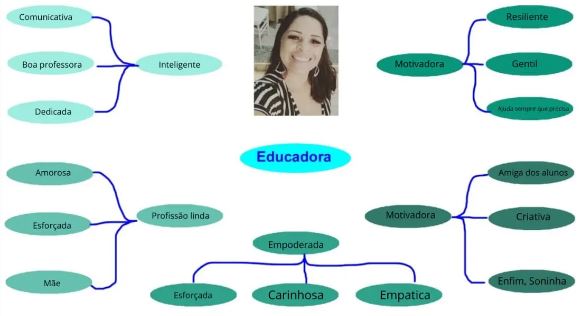 Comunicativa
Boa professora
Dedicada
Inteligente
Resiliente
Gentil
Ajuda sempre que precisa
Motivadora
Educadora
Amorosa
Esforçada
Mãe
Profissão linda
Empoderada
Esforçada
Carinhosa
Empatica
Motivadora
Amiga dos alunos
Criativa
Enfim, Soninha